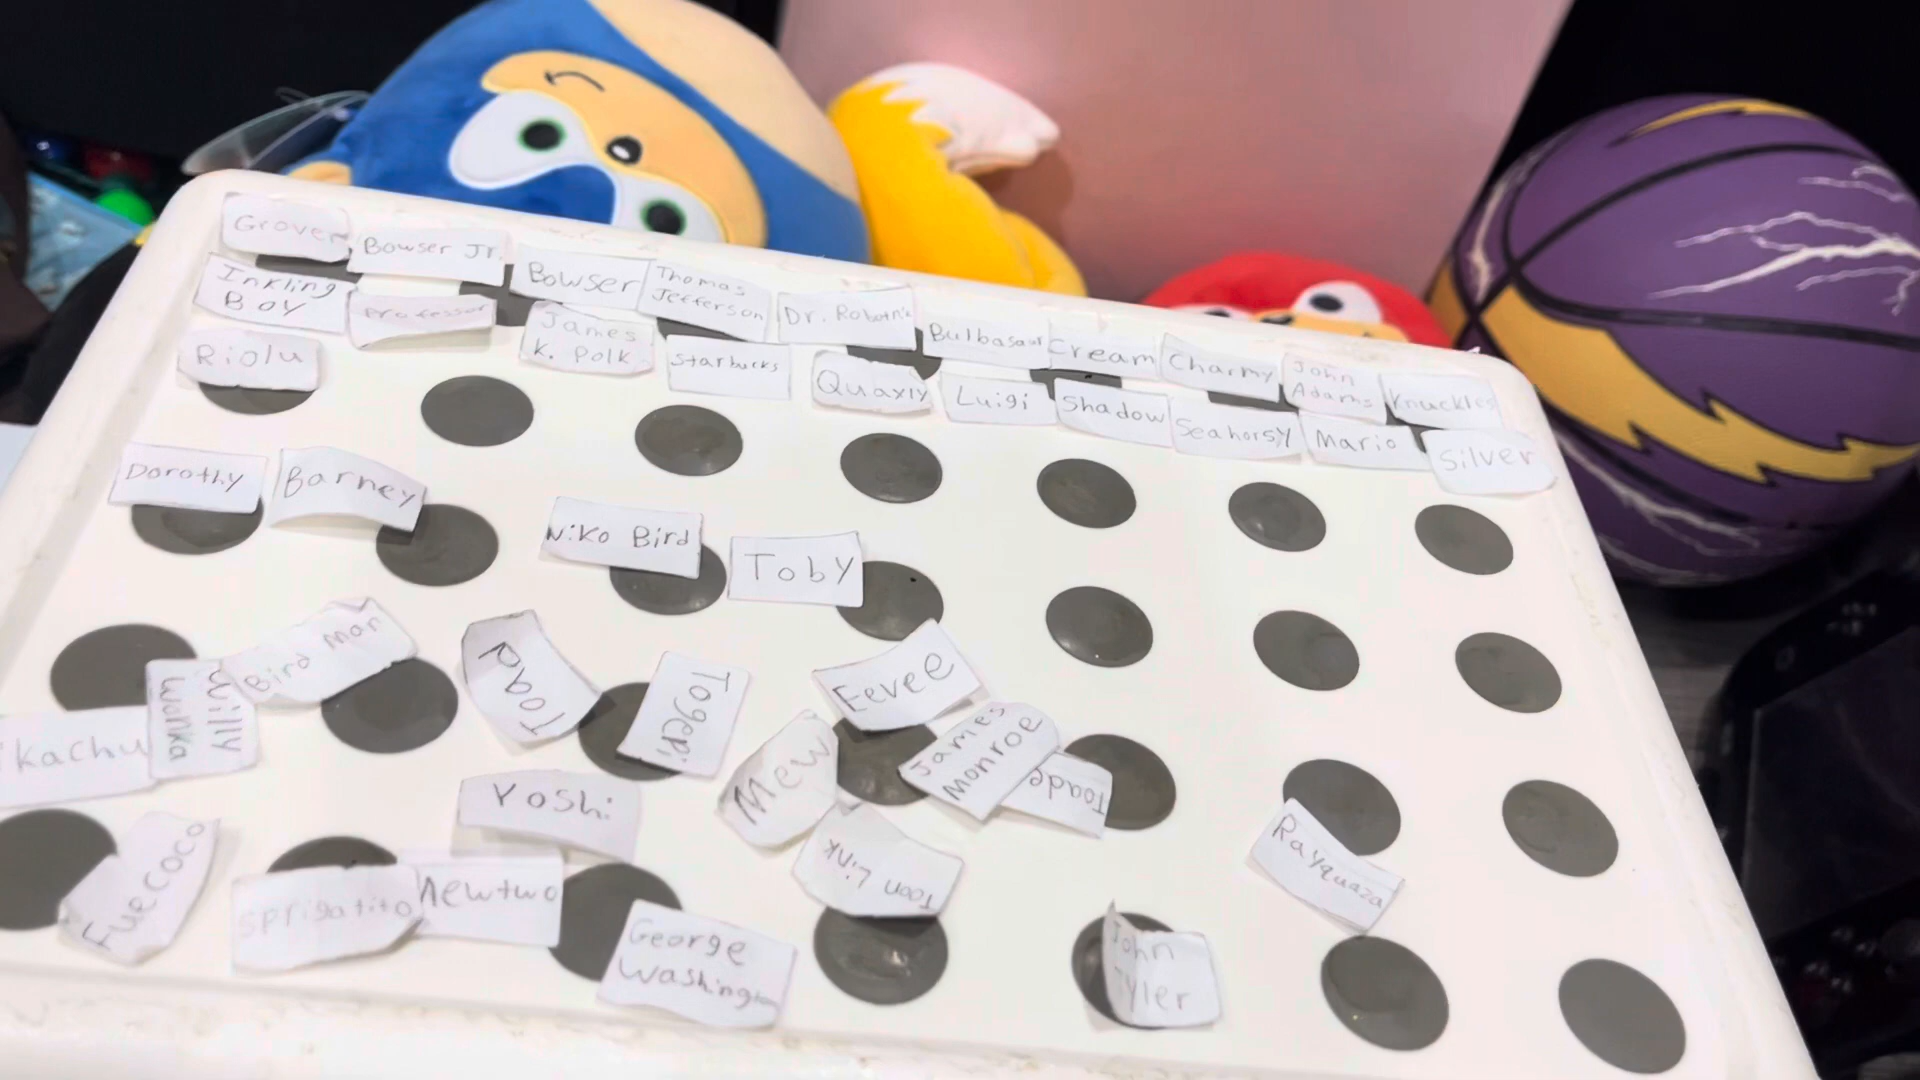 Grover
Bowser Jr.
Bowser
Thomas
Jefferson
Dr. Robotnik
Bulbasaur
Cream
Charmy
John
Adams
Knuckles
Inkling
Boy
Professor
James
K. Polk
Starbucks
Quaxly
Luigi
Shadow
Seahorsy
Mario
Silver
Riolu
Dorothy
Barney
Niko Bird
Toby
Bird Man
Toad
Togepi
Eevee
James
Monroe
Toade
Willy
Wonka
ikachu
Yoshi
Mew
Toon Link
Rayquaza
Fuecoco
Sprigatito
Mewtwo
George
Washington
John
Tyler